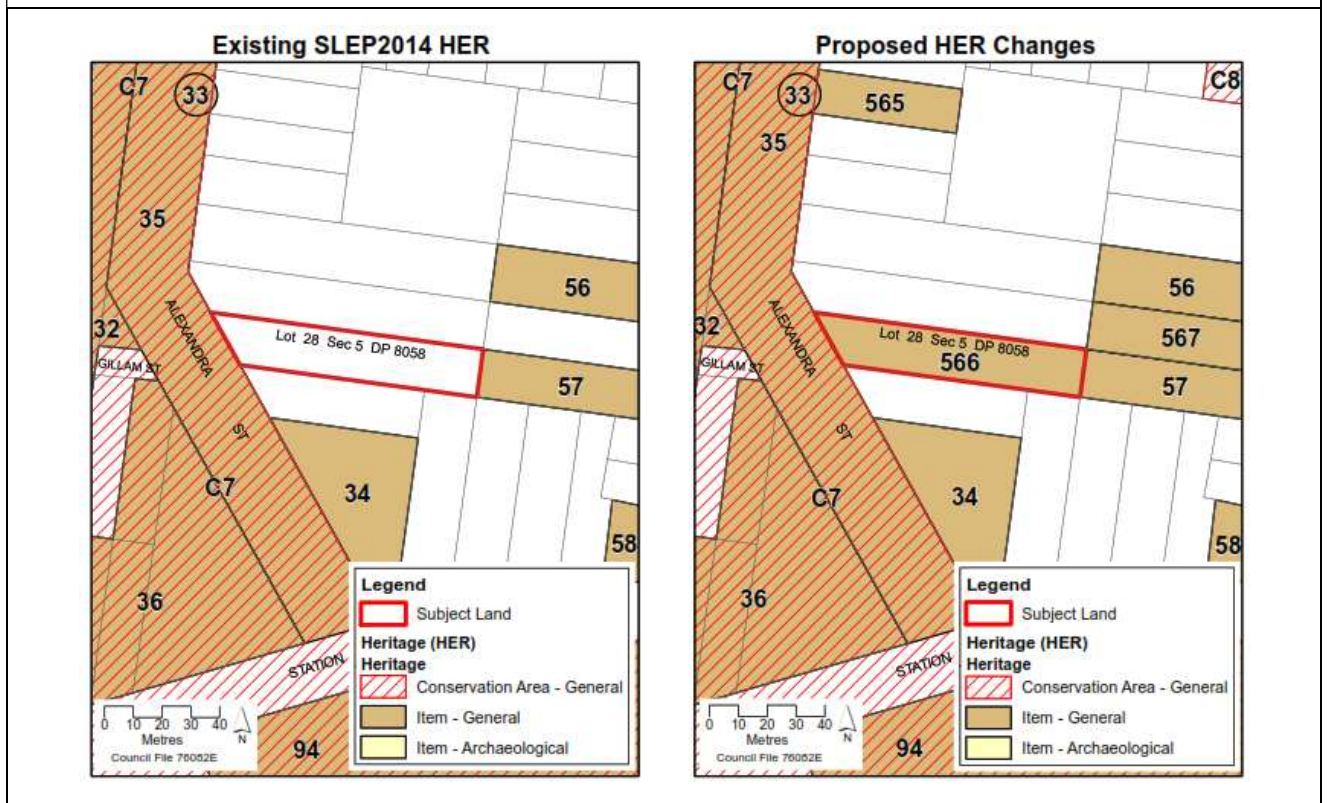 Existing SLEP2014 HER
C7
33
35
56
32
ALEXANDRA
Lot 28 Sec 5 DP 8058
GILLAM ST
57
ST
C7
34
58
36
STATION
94
Legend
Subject Land
Heritage (HER)
Heritage
Conservation Area - General
Item - General
Item - Archaeological
0 10 20 30 40
Metres
N
Council File 76052E
Proposed HER Changes
C7
33
565
C8
35
56
32
ALEXANDRA
Lot 28 Sec 5 DP 8058
566
567
GILLAM ST
57
ST
C7
34
58
36
STATION
94
Legend
Subject Land
Heritage (HER)
Heritage
Conservation Area - General
Item - General
Item - Archaeological
0 10 20 30 40
Metres
N
Council File 76052E